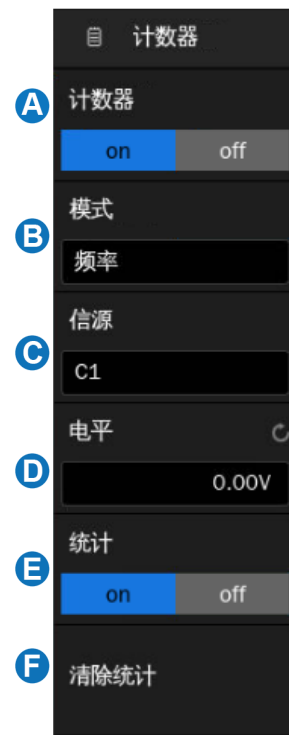 计数器
A 计数器
on off
B 模式
频率
C 信源
C1
D 电平
0.00V
E 统计
on off
F 清除统计